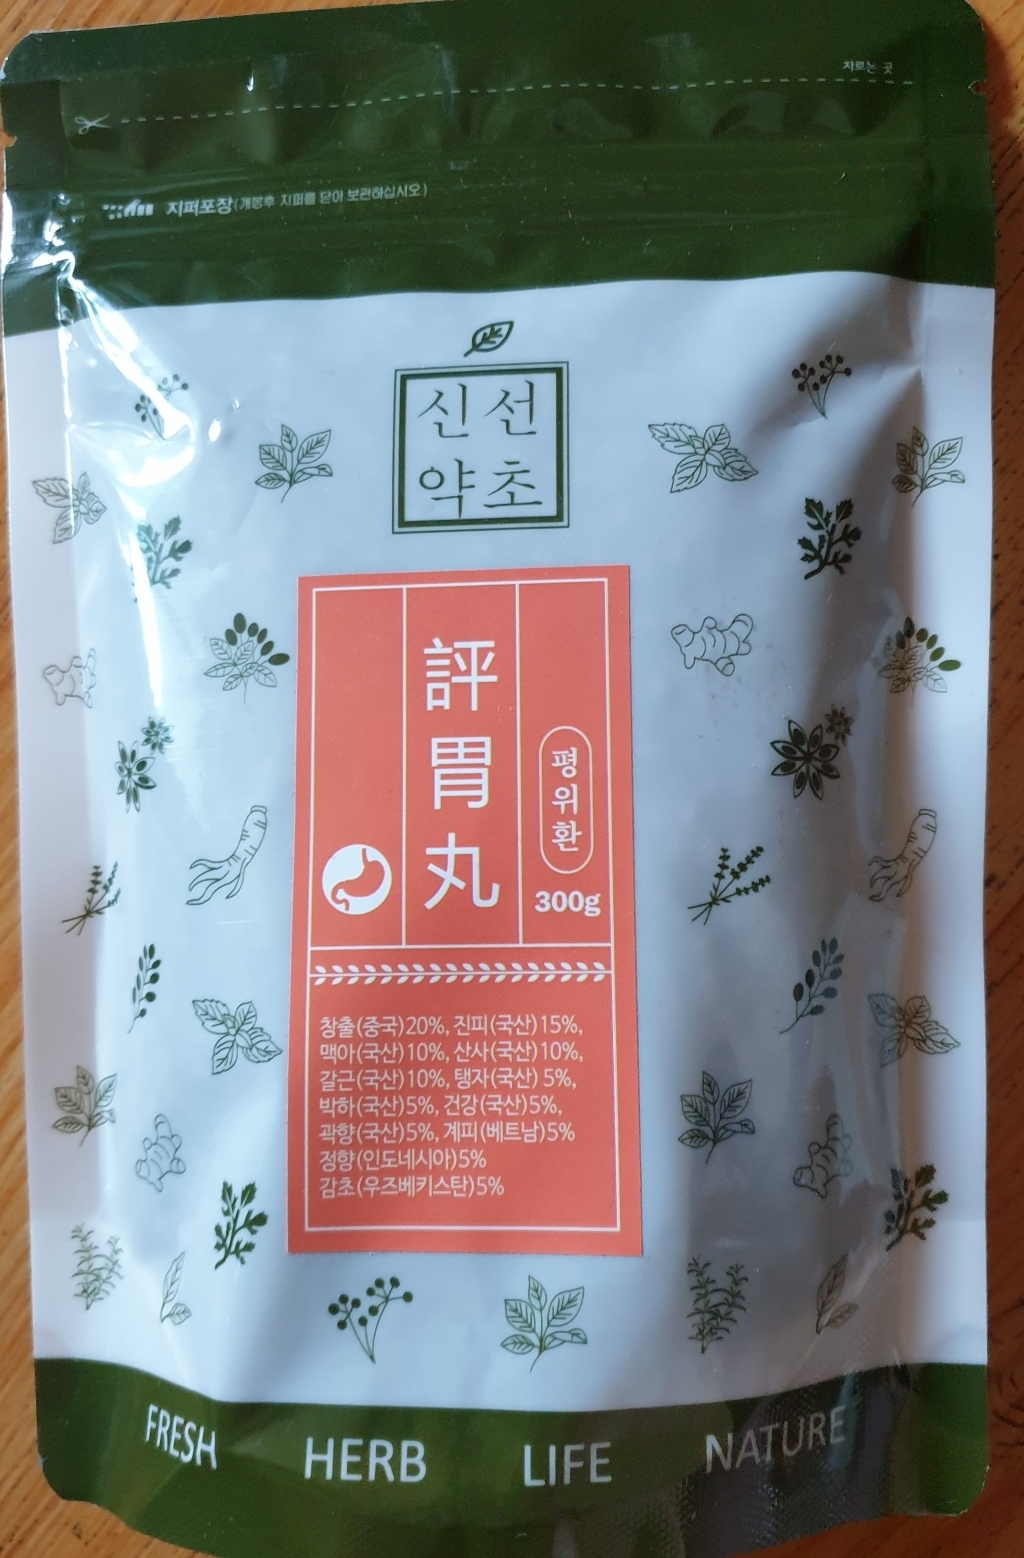 자르는 곳
지퍼포장(개봉후 지퍼를 닫아 보관하십시오)
신선
약초
評胃丸
평위환
300g
창출(중국)20%, 진피(국산)15%,
맥아(국산)10%, 산사(국산)10%,
갈근(국산)10%, 탱자(국산) 5%,
박하(국산)5%, 건강(국산)5%,
곽향(국산)5%, 계피(베트남)5%
정향(인도네시아)5%
감초(우즈베키스탄)5%
FRESH HERB LIFE NATURE